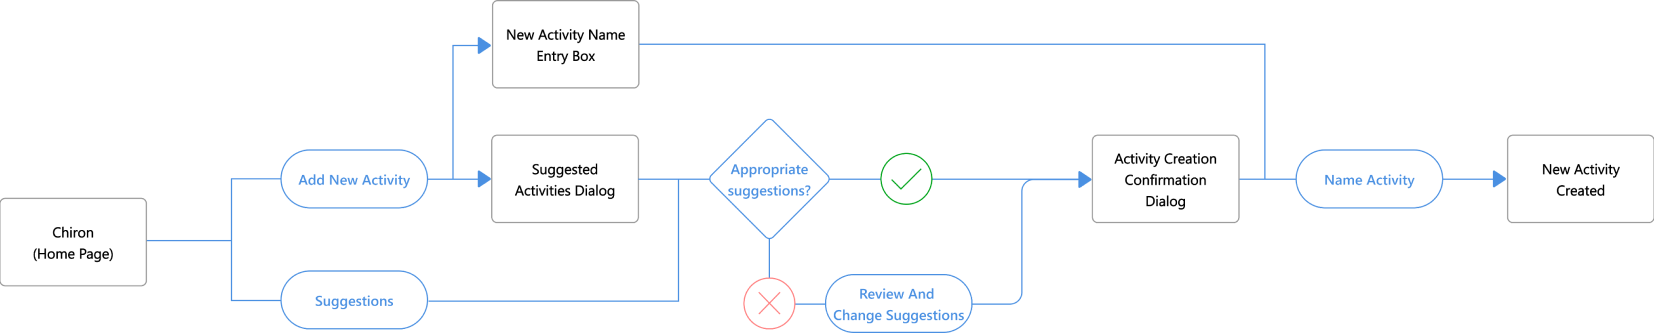 New Activity Name
Entry Box
Add New Activity
Suggested
Activities Dialog
Appropriate
suggestions?
Activity Creation
Confirmation
Dialog
Name Activity
New Activity
Created
Chiron
(Home Page)
Suggestions
Review And
Change Suggestions